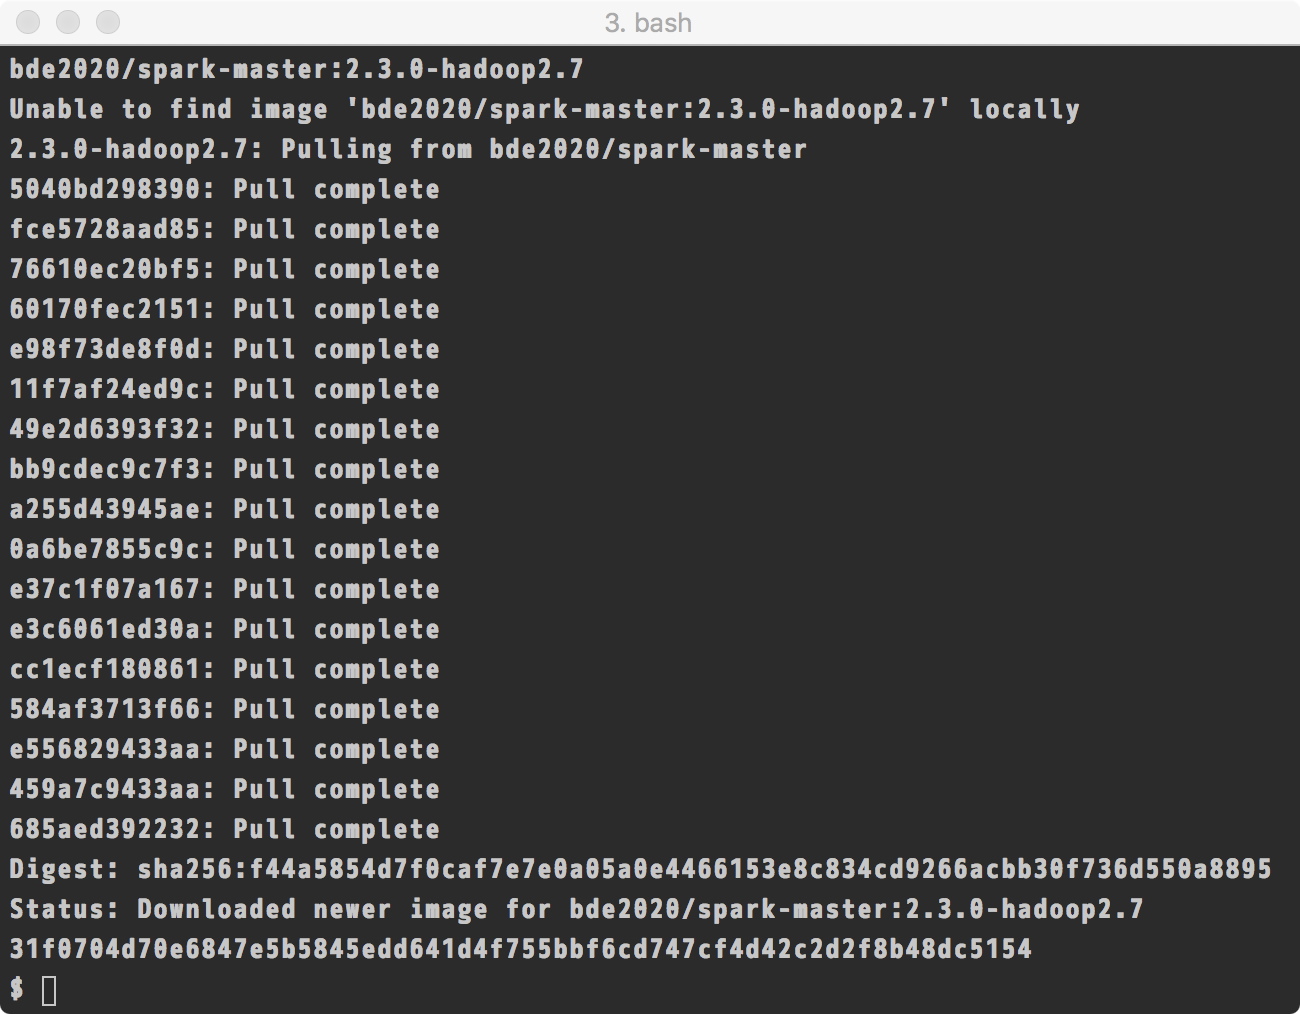 3. bash
bde2020/spark-master:2.3.0-hadoop2.7
Unable to find image 'bde2020/spark-master:2.3.0-hadoop2.7' locally
2.3.0-hadoop2.7: Pulling from bde2020/spark-master
5040bd298390: Pull complete
fce5728aad85: Pull complete
76610ec20bf5: Pull complete
60170fec2151: Pull complete
e98f73de8f0d: Pull complete
11f7af24ed9c: Pull complete
49e2d6393f32: Pull complete
bb9cdec9c7f3: Pull complete
a255d43945ae: Pull complete
0a6be7855c9c: Pull complete
e37c1f07a167: Pull complete
e3c6061ed30a: Pull complete
cc1ecf180861: Pull complete
584af3713f66: Pull complete
e556829433aa: Pull complete
459a7c9433aa: Pull complete
685aed392232: Pull complete
Digest: sha256:f44a5854d7f0caf7e7e0a05a0e4466153e8c834cd9266acbb30f736d550a8895
Status: Downloaded newer image for bde2020/spark-master:2.3.0-hadoop2.7
31f0704d70e6847e5b5845edd641d4f755bbf6cd747cf4d42c2d2f8b48dc5154
$